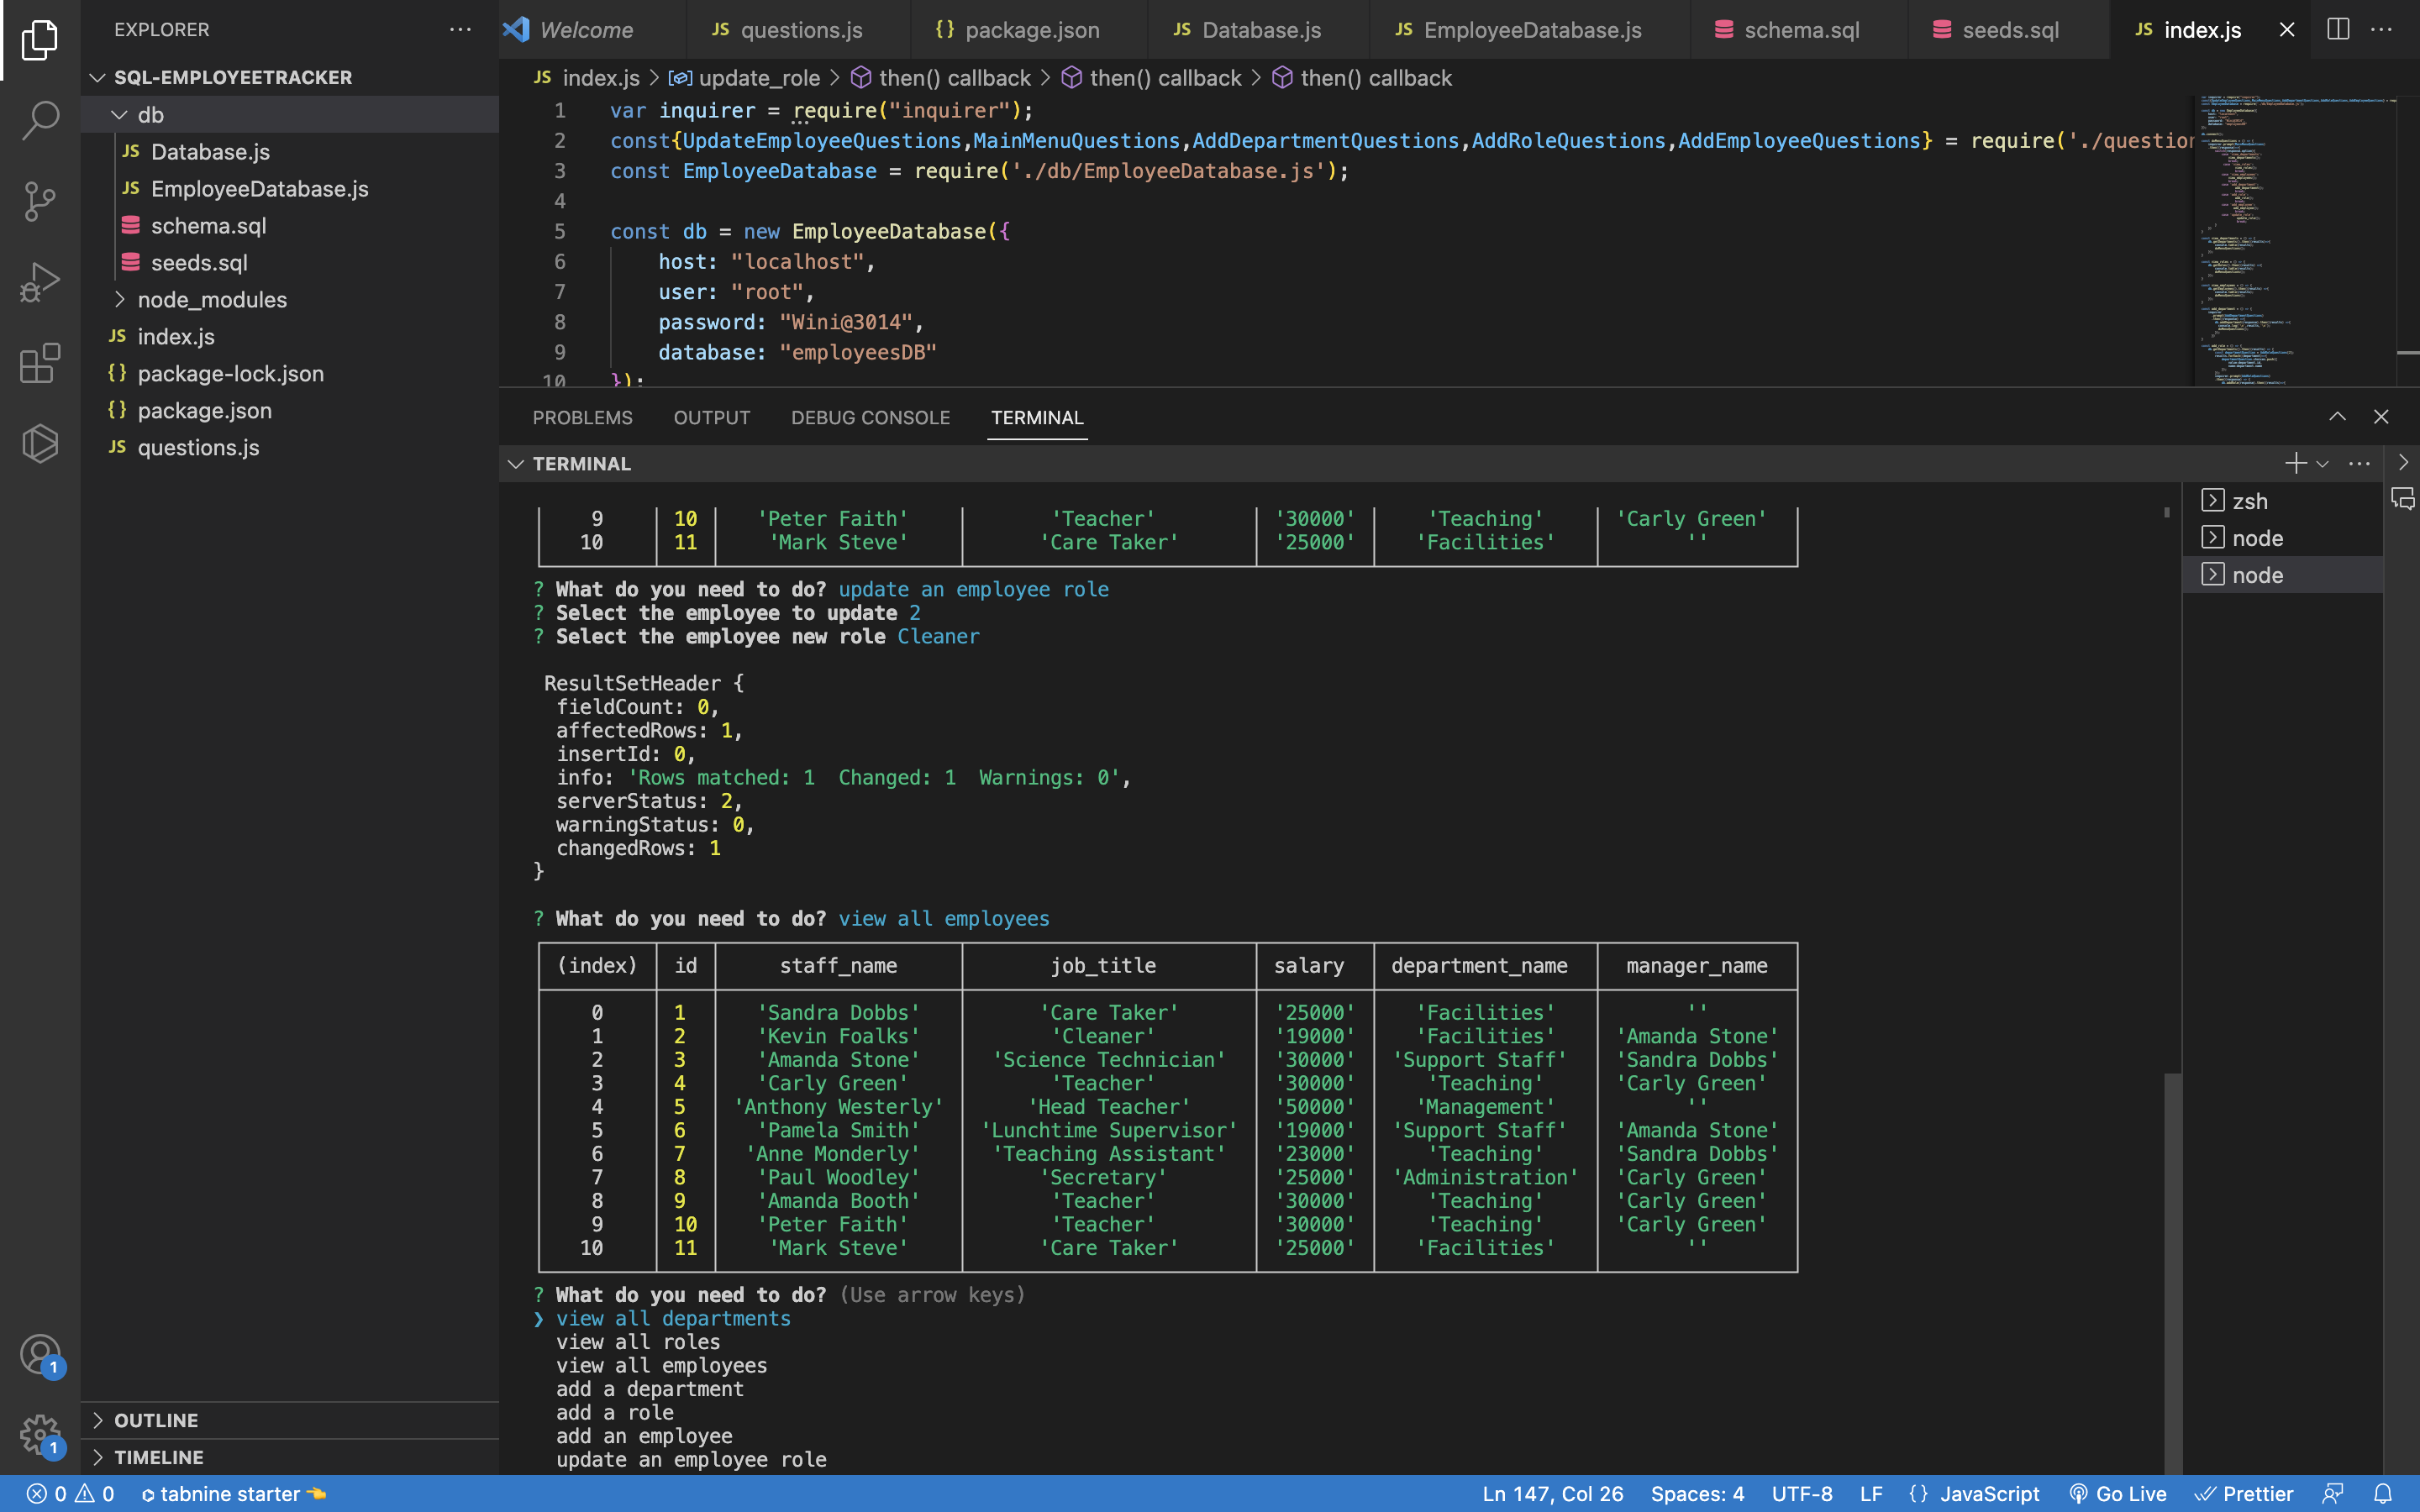 EXPLORER
SQL-EMPLOYEETRACKER
db
JS Database.js
JS EmployeeDatabase.js
schema.sql
seeds.sql
node_modules
JS index.js
{} package-lock.json
{} package.json
JS questions.js
OUTLINE
TIMELINE
1
1
Welcome
JS questions.js
{} package.json
JS Database.js
JS EmployeeDatabase.js
schema.sql
seeds.sql
JS index.js
JS index.js > update_role > then() callback > then() callback > then() callback
1 var inquirer = require("inquirer");
2 const{UpdateEmployeeQuestions,MainMenuQuestions,AddDepartmentQuestions,AddRoleQuestions,AddEmployeeQuestions} = require('./question
3 const EmployeeDatabase = require('./db/EmployeeDatabase.js');
4
5 const db = new EmployeeDatabase({
6 host: "localhost",
7 user: "root",
8 password: "Wini@3014",
9 database: "employeesDB"
10 });
PROBLEMS OUTPUT DEBUG CONSOLE TERMINAL
TERMINAL
zsh
node
node
9 10 'Peter Faith' 'Teacher' '30000' 'Teaching' 'Carly Green'
10 11 'Mark Steve' 'Care Taker' '25000' 'Facilities' ''
? What do you need to do? update an employee role
? Select the employee to update 2
? Select the employee new role Cleaner
ResultSetHeader {
fieldCount: 0,
affectedRows: 1,
insertId: 0,
info: 'Rows matched: 1  Changed: 1  Warnings: 0',
serverStatus: 2,
warningStatus: 0,
changedRows: 1
}
? What do you need to do? view all employees
(index) id staff_name job_title salary department_name manager_name
0 1 'Sandra Dobbs' 'Care Taker' '25000' 'Facilities' ''
1 2 'Kevin Foalks' 'Cleaner' '19000' 'Facilities' 'Amanda Stone'
2 3 'Amanda Stone' 'Science Technician' '30000' 'Support Staff' 'Sandra Dobbs'
3 4 'Carly Green' 'Teacher' '30000' 'Teaching' 'Carly Green'
4 5 'Anthony Westerly' 'Head Teacher' '50000' 'Management' ''
5 6 'Pamela Smith' 'Lunchtime Supervisor' '19000' 'Support Staff' 'Amanda Stone'
6 7 'Anne Monderly' 'Teaching Assistant' '23000' 'Teaching' 'Sandra Dobbs'
7 8 'Paul Woodley' 'Secretary' '25000' 'Administration' 'Carly Green'
8 9 'Amanda Booth' 'Teacher' '30000' 'Teaching' 'Carly Green'
9 10 'Peter Faith' 'Teacher' '30000' 'Teaching' 'Carly Green'
10 11 'Mark Steve' 'Care Taker' '25000' 'Facilities' ''
? What do you need to do? (Use arrow keys)
❯ view all departments
view all roles
view all employees
add a department
add a role
add an employee
update an employee role
0 0 tabnine starter
Ln 147, Col 26 Spaces: 4 UTF-8 LF {} JavaScript Go Live Prettier